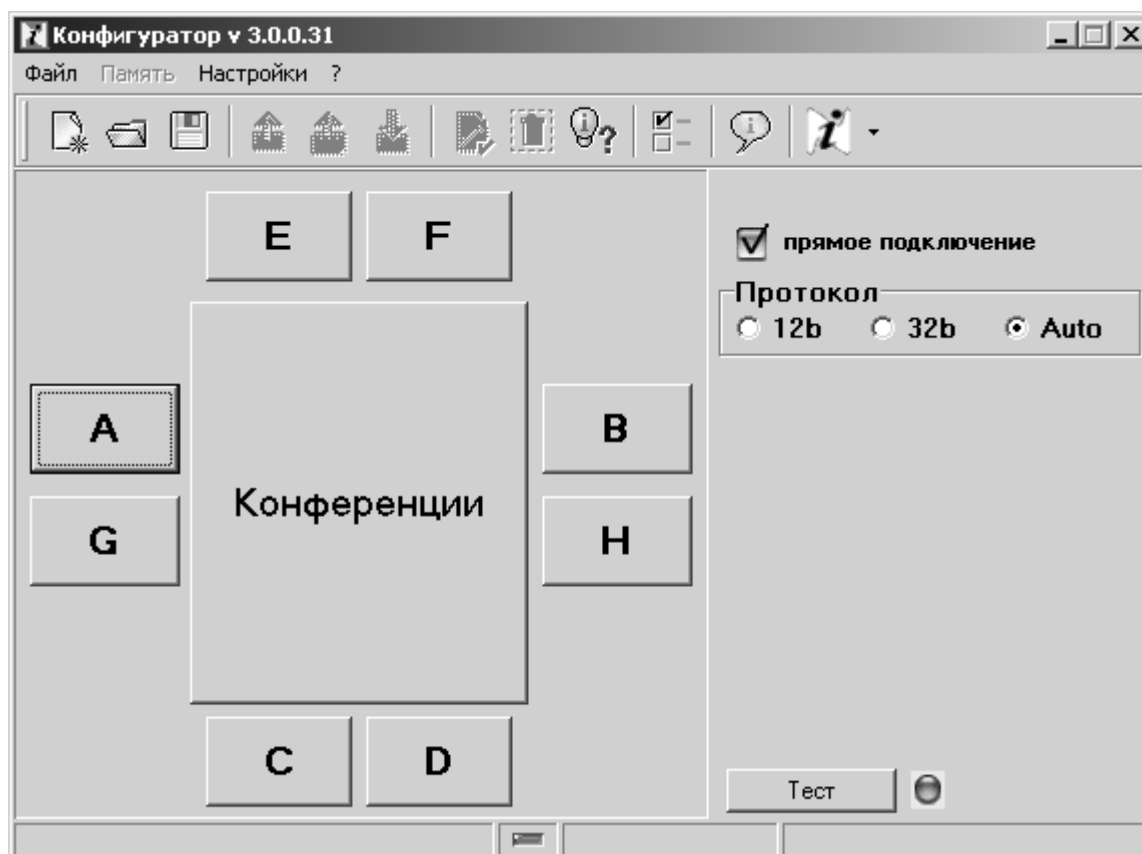 Конфигуратор v 3.0.0.31
Файл Память Настройки ?
E F
прямое подключение
Протокол
12b 32b Auto
A B
Конференции
G H
C D
Тест